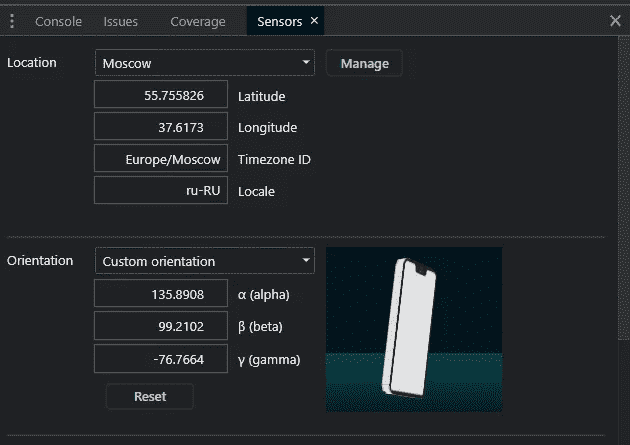 Console Issues Coverage Sensors ×
Location Moscow Manage
55.755826 Latitude
37.6173 Longitude
Europe/Moscow Timezone ID
ru-RU Locale
Orientation Custom orientation
135.8908 α (alpha)
99.2102 β (beta)
-76.7664 γ (gamma)
Reset